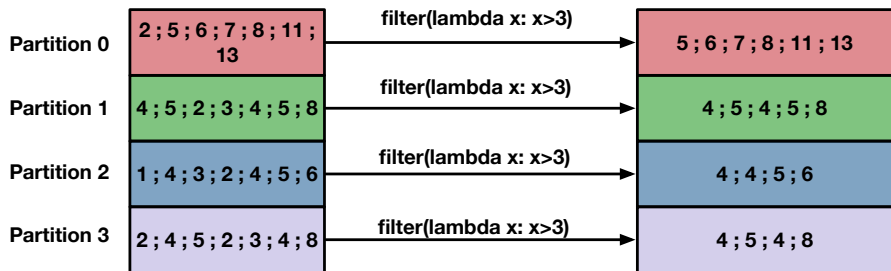 filter(lambda x: x>3)
Partition 0
2 ; 5 ; 6 ; 7 ; 8 ; 11 ;
13
5 ; 6 ; 7 ; 8 ; 11 ; 13
filter(lambda x: x>3)
Partition 1
4 ; 5 ; 2 ; 3 ; 4 ; 5 ; 8
4 ; 5 ; 4 ; 5 ; 8
filter(lambda x: x>3)
Partition 2
1 ; 4 ; 3 ; 2 ; 4 ; 5 ; 6
4 ; 4 ; 5 ; 6
filter(lambda x: x>3)
Partition 3
2 ; 4 ; 5 ; 2 ; 3 ; 4 ; 8
4 ; 5 ; 4 ; 8